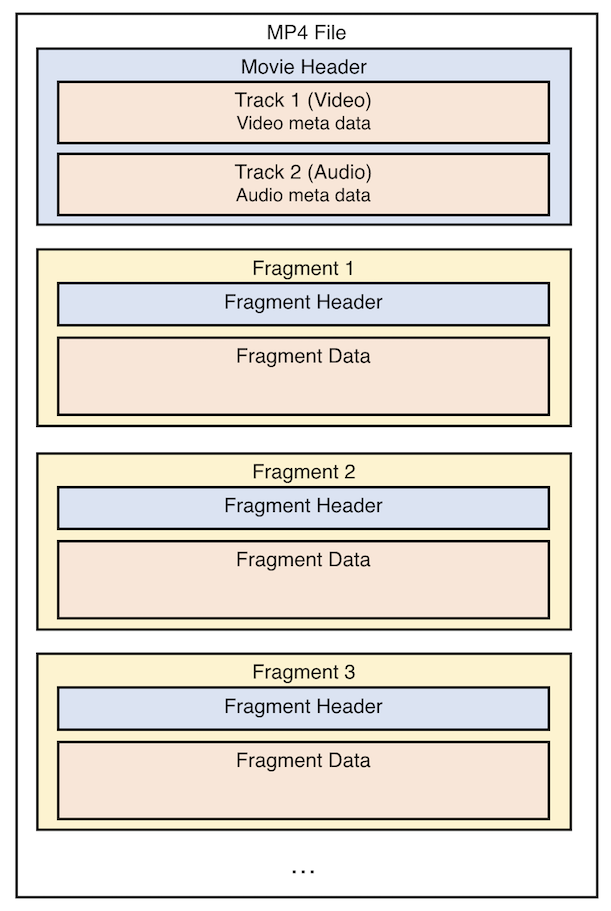 MP4 File
Movie Header
Track 1 (Video)
Video meta data
Track 2 (Audio)
Audio meta data
Fragment 1
Fragment Header
Fragment Data
Fragment 2
Fragment Header
Fragment Data
Fragment 3
Fragment Header
Fragment Data
...